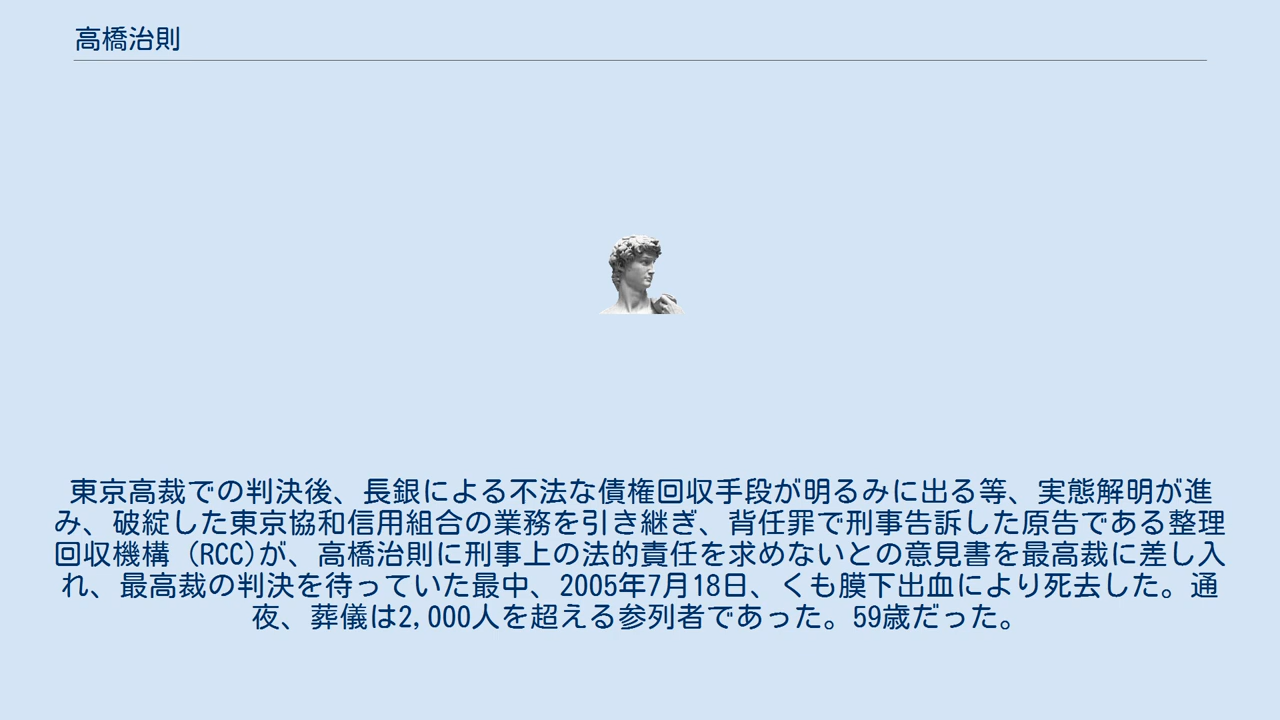 高橋治則
東京高裁での判決後、長銀による不法な債権回収手段が明るみに出る等、実態解明が進
み、破綻した東京協和信用組合の業務を引き継ぎ、背任罪で刑事告訴した原告である整理
回収機構 (RCC)が、高橋治則に刑事上の法的責任を求めないとの意見書を最高裁に差し入
れ、最高裁の判決を待っていた最中、2005年7月18日、くも膜下出血により死去した。通
夜、葬儀は2,000人を超える参列者であった。59歳だった。